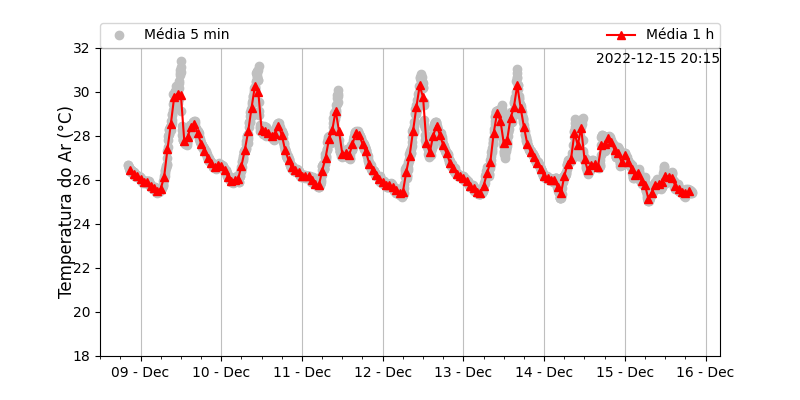 Média 5 min
Média 1 h
2022-12-15 20:15
Temperatura do Ar (°C)
32
30
28
26
24
22
20
18
09 - Dec
10 - Dec
11 - Dec
12 - Dec
13 - Dec
14 - Dec
15 - Dec
16 - Dec